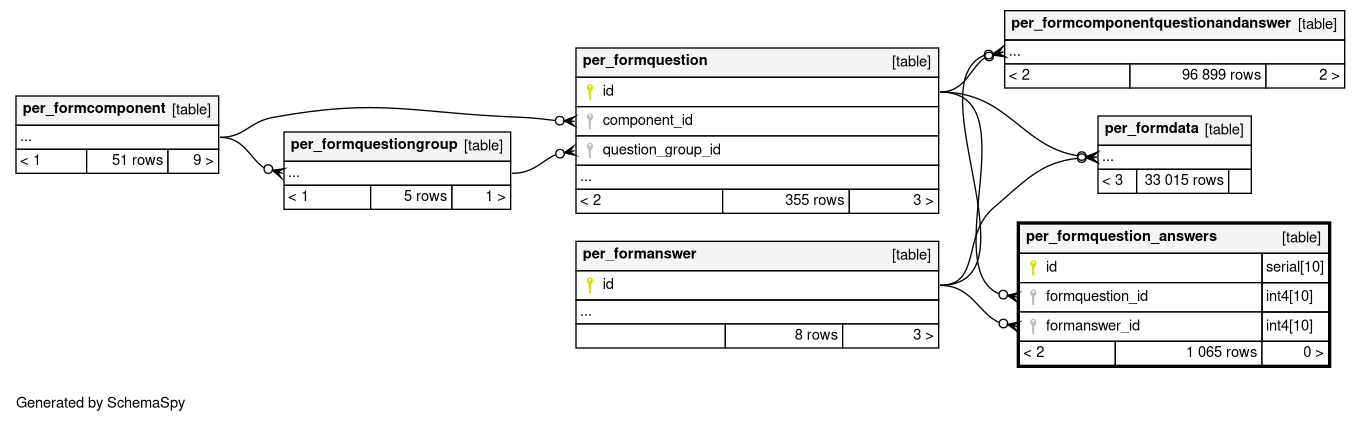 per_formcomponentquestionandanswer [table]
...
< 2 96 899 rows 2 >
per_formquestion [table]
id
component_id
question_group_id
...
< 2 355 rows 3 >
per_formcomponent [table]
...
< 1 51 rows 9 >
per_formquestiongroup [table]
...
< 1 5 rows 1 >
per_formdata [table]
...
< 3 33 015 rows
per_formanswer [table]
id
...
8 rows 3 >
per_formquestion_answers [table]
id serial[10]
formquestion_id int4[10]
formanswer_id int4[10]
< 2 1 065 rows 0 >
Generated by SchemaSpy